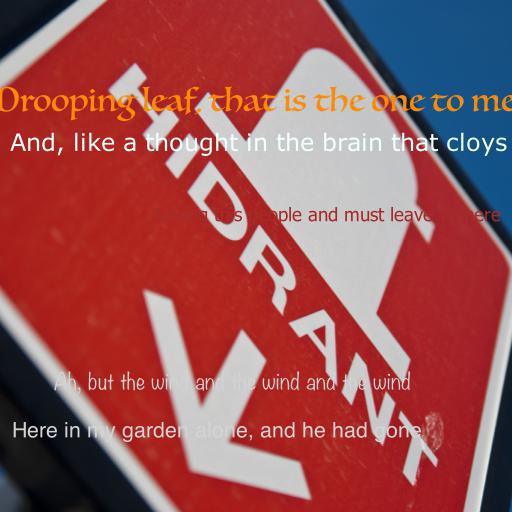 Drooping leaf, that is the one to me
And, like a thought in the brain that cloys
this people and must leave here
HIDRANT
Ah, but the wind and the wind and the wind
Here in my garden alone, and he had gone